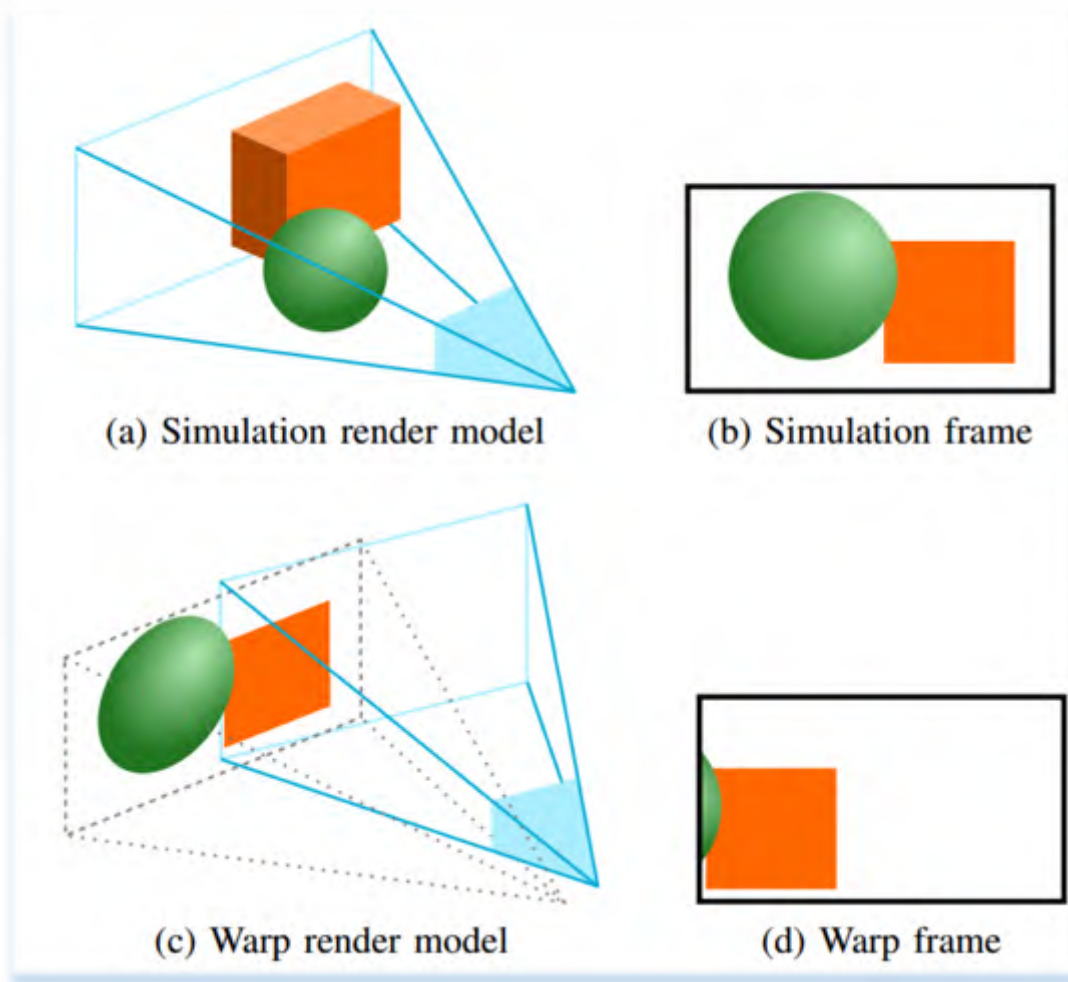 (a) Simulation render model
(b) Simulation frame
(c) Warp render model
(d) Warp frame